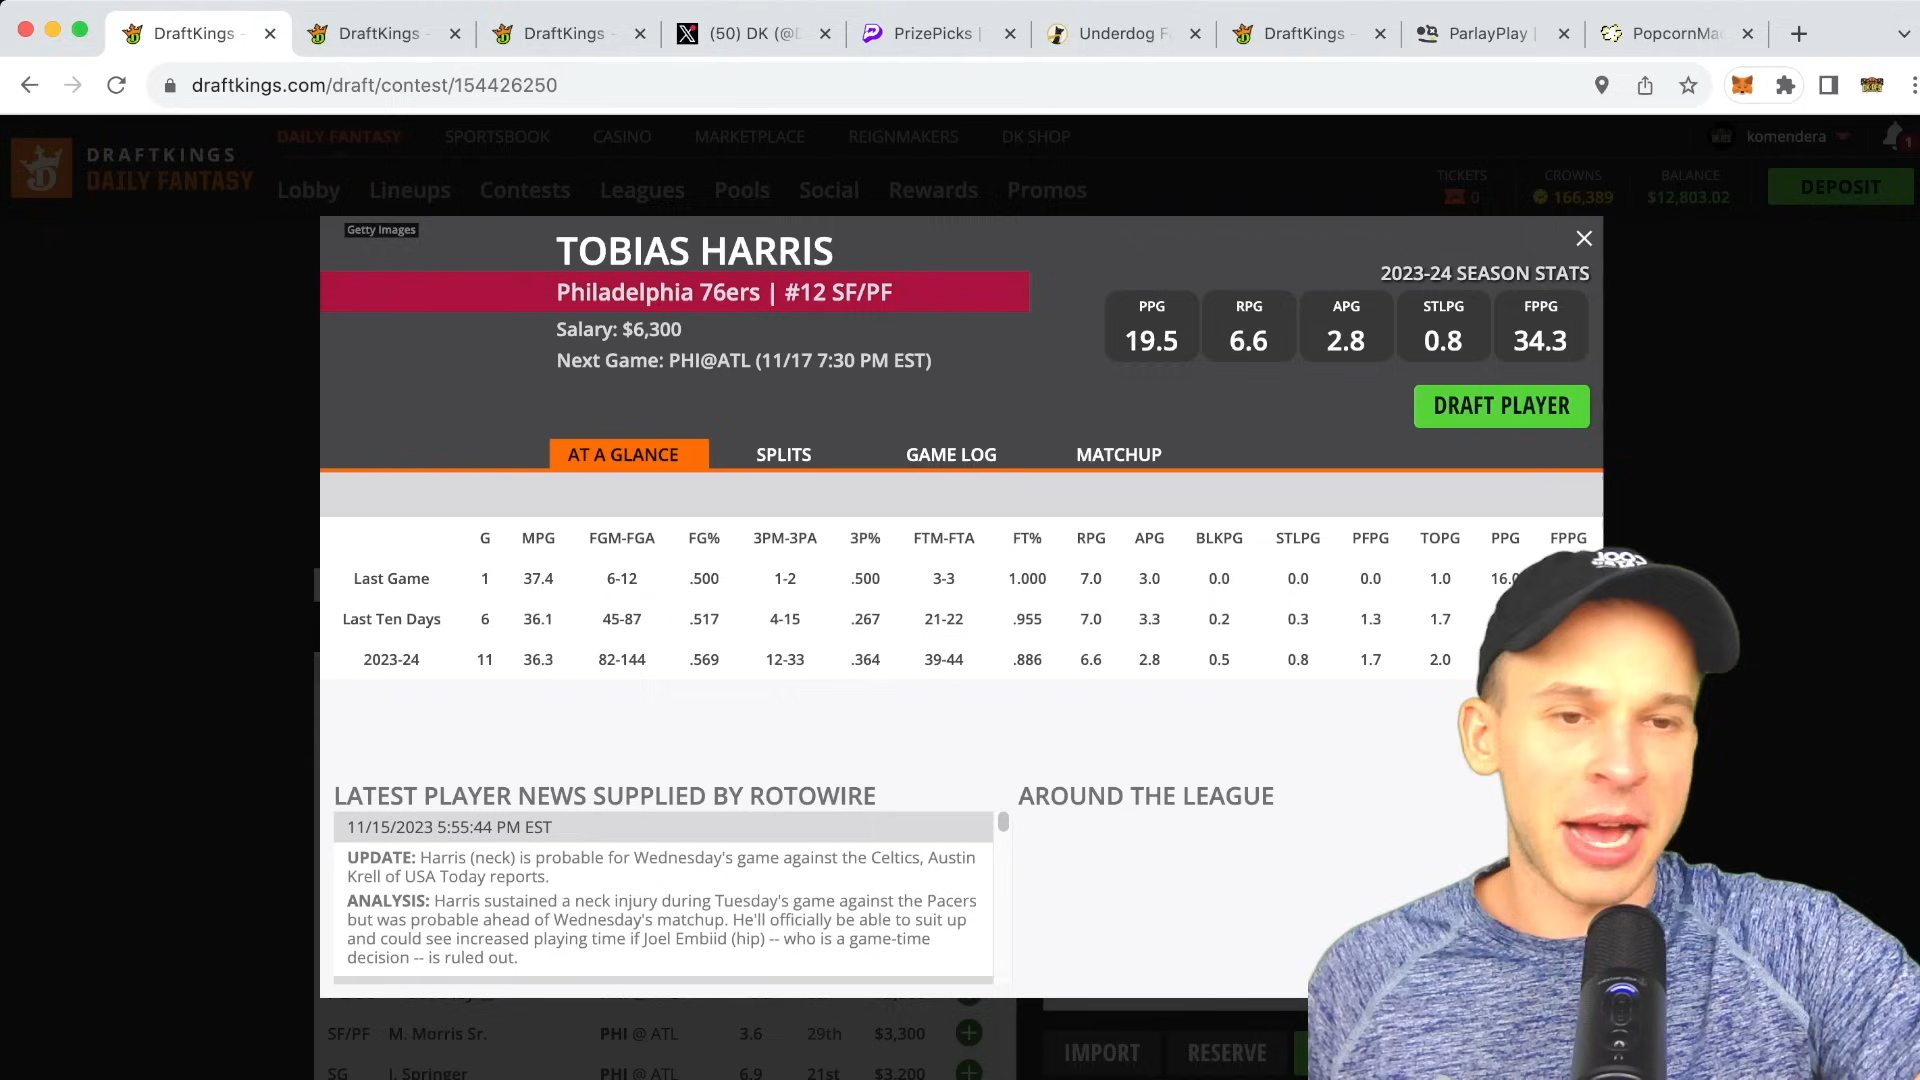 DraftKings -
DraftKings -
DraftKings -
(50) DK (@D
PrizePicks |
Underdog F
DraftKings -
ParlayPlay |
PopcornMa
draftkings.com/draft/contest/154426250
DAILY FANTASY
SPORTSBOOK
CASINO
MARKETPLACE
REIGNMAKERS
DK SHOP
komendera
1
DRAFTKINGS
DAILY FANTASY
Lobby
Lineups
Contests
Leagues
Pools
Social
Rewards
Promos
TICKETS
0
CROWNS
166,389
BALANCE
$12,803.02
DEPOSIT
Getty Images
TOBIAS HARRIS
Philadelphia 76ers | #12 SF/PF
Salary: $6,300
Next Game: PHI@ATL (11/17 7:30 PM EST)
2023-24 SEASON STATS
PPG RPG APG STLPG FPPG
19.5 6.6 2.8 0.8 34.3
DRAFT PLAYER
AT A GLANCE SPLITS GAME LOG MATCHUP
G MPG FGM-FGA FG% 3PM-3PA 3P% FTM-FTA FT% RPG APG BLKPG STLPG PFPG TOPG PPG FPPG
Last Game 1 37.4 6-12 .500 1-2 .500 3-3 1.000 7.0 3.0 0.0 0.0 0.0 1.0 16.0
Last Ten Days 6 36.1 45-87 .517 4-15 .267 21-22 .955 7.0 3.3 0.2 0.3 1.3 1.7
2023-24 11 36.3 82-144 .569 12-33 .364 39-44 .886 6.6 2.8 0.5 0.8 1.7 2.0
LATEST PLAYER NEWS SUPPLIED BY ROTOWIRE
AROUND THE LEAGUE
11/15/2023 5:55:44 PM EST
UPDATE: Harris (neck) is probable for Wednesday's game against the Celtics, Austin
Krell of USA Today reports.
ANALYSIS: Harris sustained a neck injury during Tuesday's game against the Pacers
but was probable ahead of Wednesday's matchup. He'll officially be able to suit up
and could see increased playing time if Joel Embiid (hip) -- who is a game-time
decision -- is ruled out.
SF/PF M. Morris Sr. PHI @ ATL 3.6 29th $3,300
SG J. Springer PHI @ ATL 6.9 21st $3,200
IMPORT
RESERVE